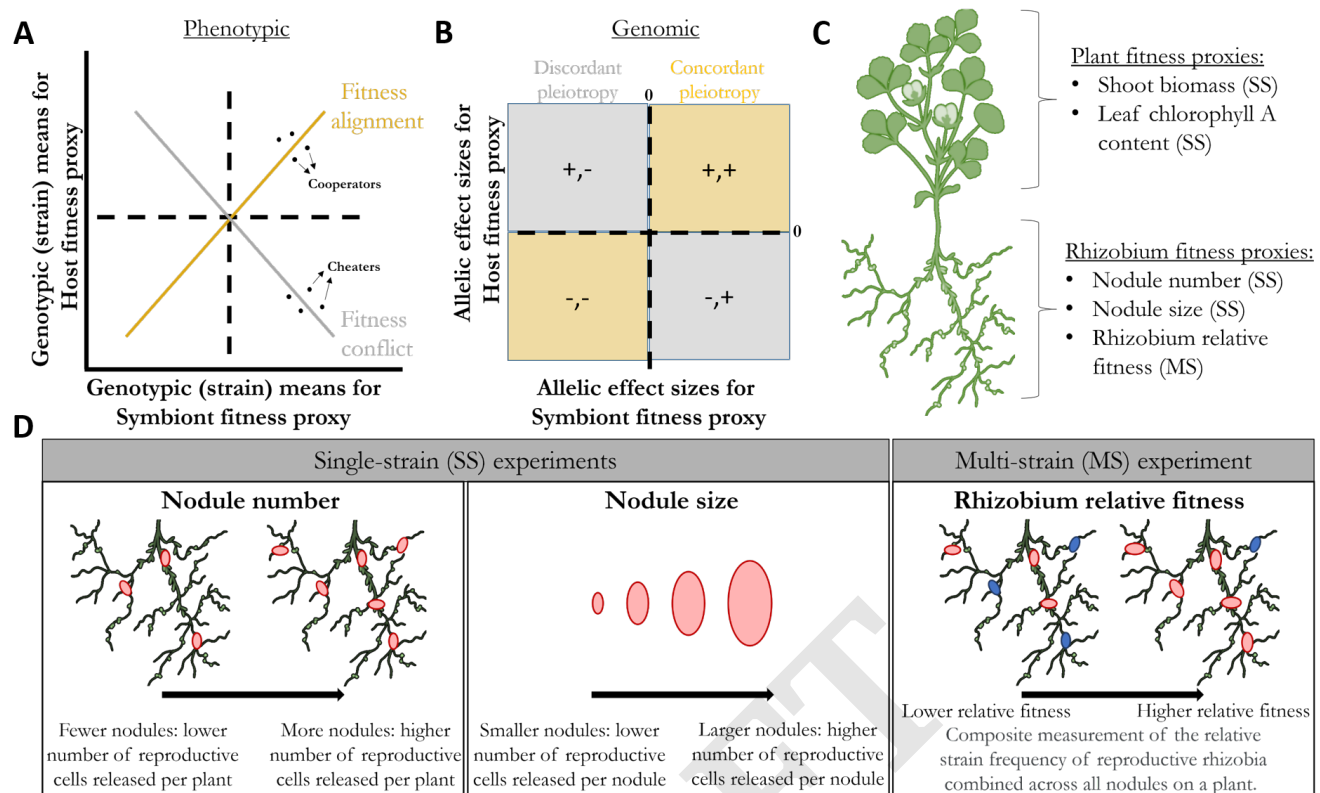 A
Phenotypic
Genotypic (strain) means for
Host fitness proxy
Fitness
alignment
Cooperators
Cheaters
Fitness
conflict
Genotypic (strain) means for
Symbiont fitness proxy
B
Genomic
Discordant
pleiotropy
Concordant
pleiotropy
0
Allelic effect sizes for
Host fitness proxy
+,-
+,+
0
-,-
-,+
Allelic effect sizes for
Symbiont fitness proxy
C
Plant fitness proxies:
• Shoot biomass (SS)
• Leaf chlorophyll A
content (SS)
Rhizobium fitness proxies:
• Nodule number (SS)
• Nodule size (SS)
• Rhizobium relative
fitness (MS)
D
Single-strain (SS) experiments
Multi-strain (MS) experiment
Nodule number
Fewer nodules: lower
number of reproductive
cells released per plant
More nodules: higher
number of reproductive
cells released per plant
Nodule size
Smaller nodules: lower
number of reproductive
cells released per nodule
Larger nodules: higher
number of reproductive
cells released per nodule
Rhizobium relative fitness
Lower relative fitness
Higher relative fitness
Composite measurement of the relative
strain frequency of reproductive rhizobia
combined across all nodules on a plant.